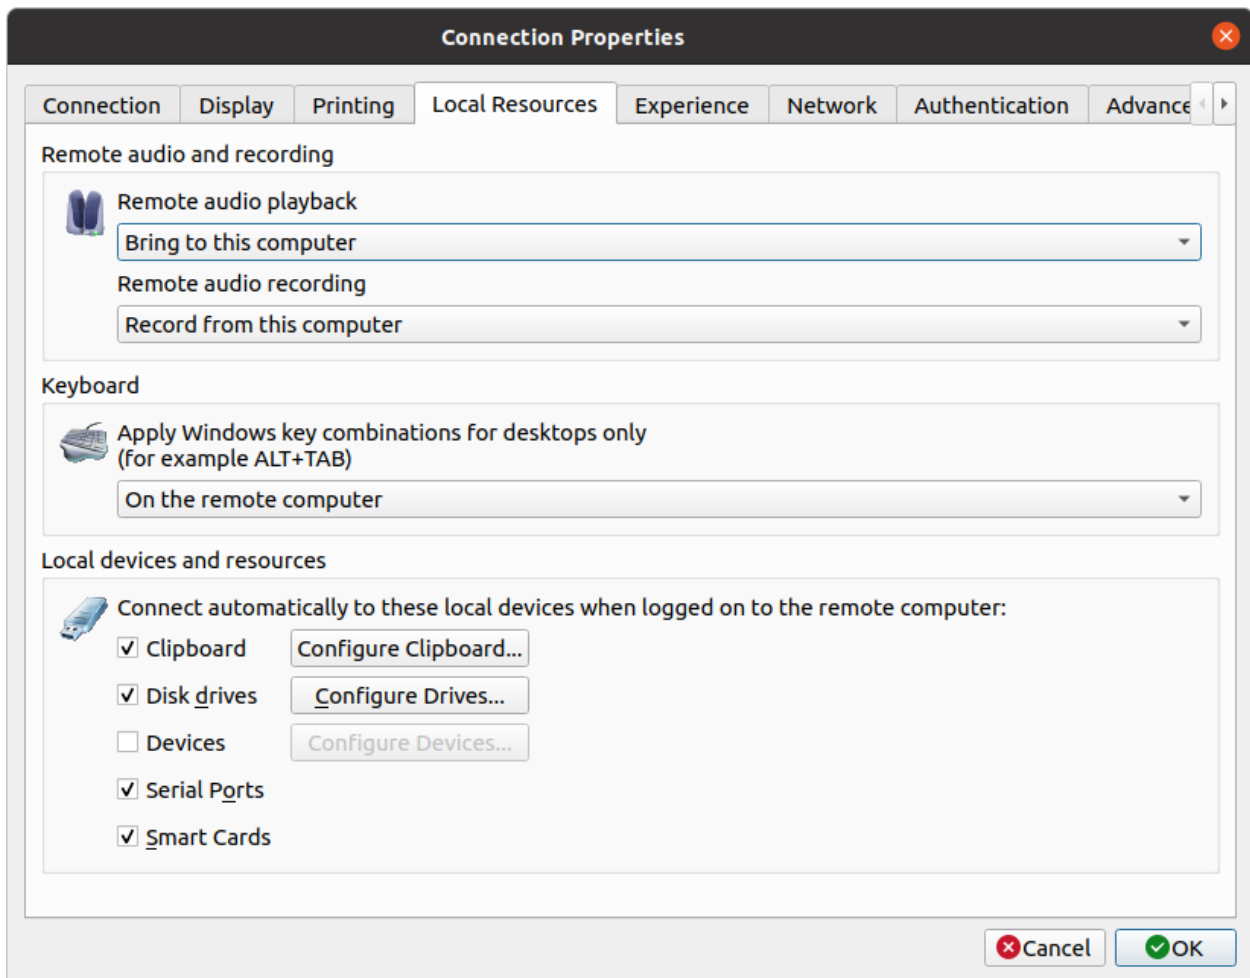 Connection Properties
Connection Display Printing Local Resources Experience Network Authentication Advance
Remote audio and recording
Remote audio playback
Bring to this computer
Remote audio recording
Record from this computer
Keyboard
Apply Windows key combinations for desktops only
(for example ALT+TAB)
On the remote computer
Local devices and resources
Connect automatically to these local devices when logged on to the remote computer:
Clipboard Configure Clipboard...
Disk drives Configure Drives...
Devices Configure Devices...
Serial Ports
Smart Cards
Cancel OK